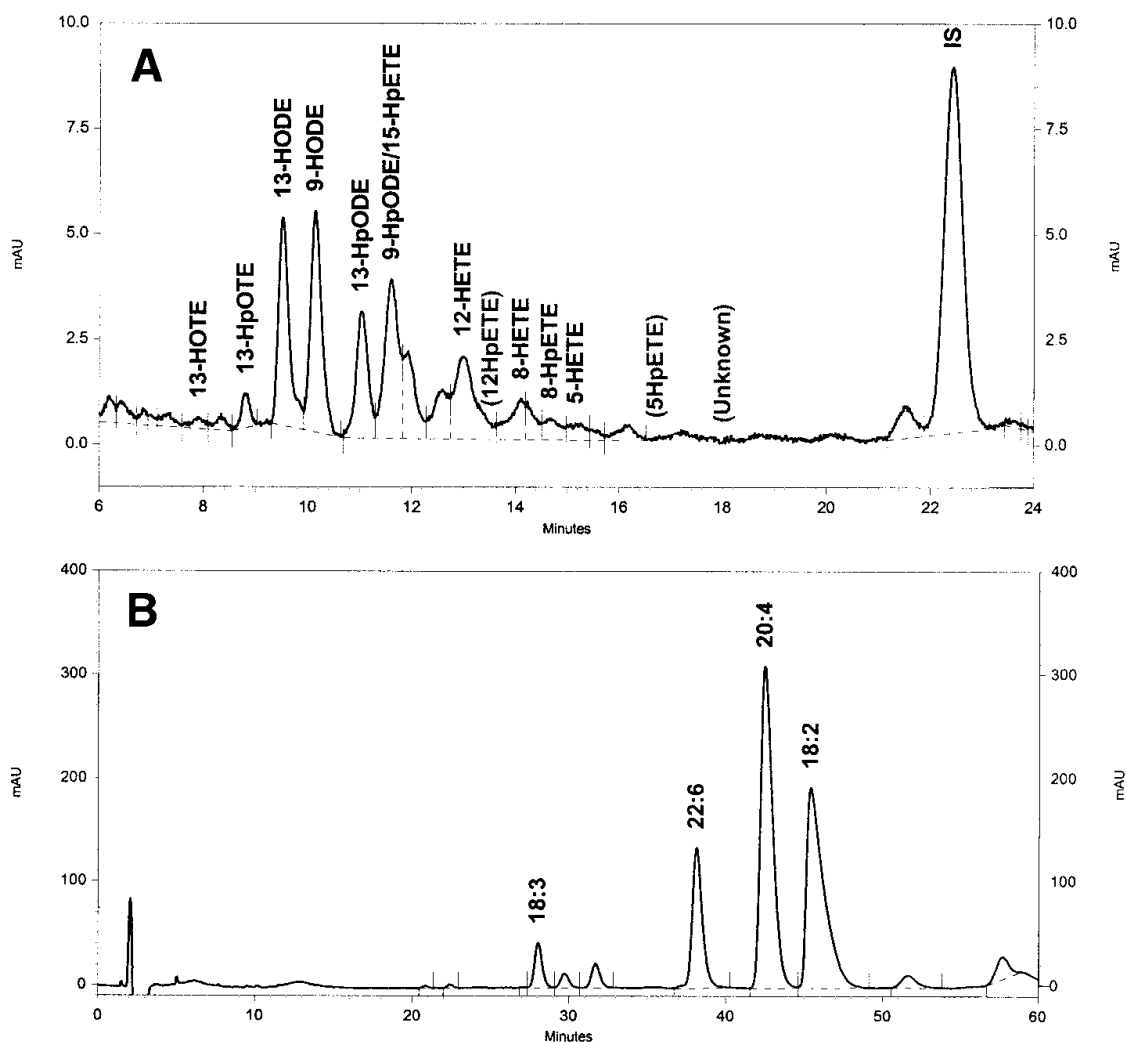 A
10.0
7.5
5.0
2.5
0.0
mAU
13-HOTE
13-HpOTE
13-HODE
9-HODE
13-HpODE
9-HpODE/15-HpETE
12-HETE
(12HpETE)
8-HETE
8-HpETE
5-HETE
(5HpETE)
(Unknown)
IS
10.0
7.5
5.0
2.5
0.0
mAU
6 8 10 12 14 16 18 20 22 24
Minutes
B
400
300
200
100
0
mAU
18:3
22:6
20:4
18:2
400
300
200
100
0
mAU
0 10 20 30 40 50 60
Minutes